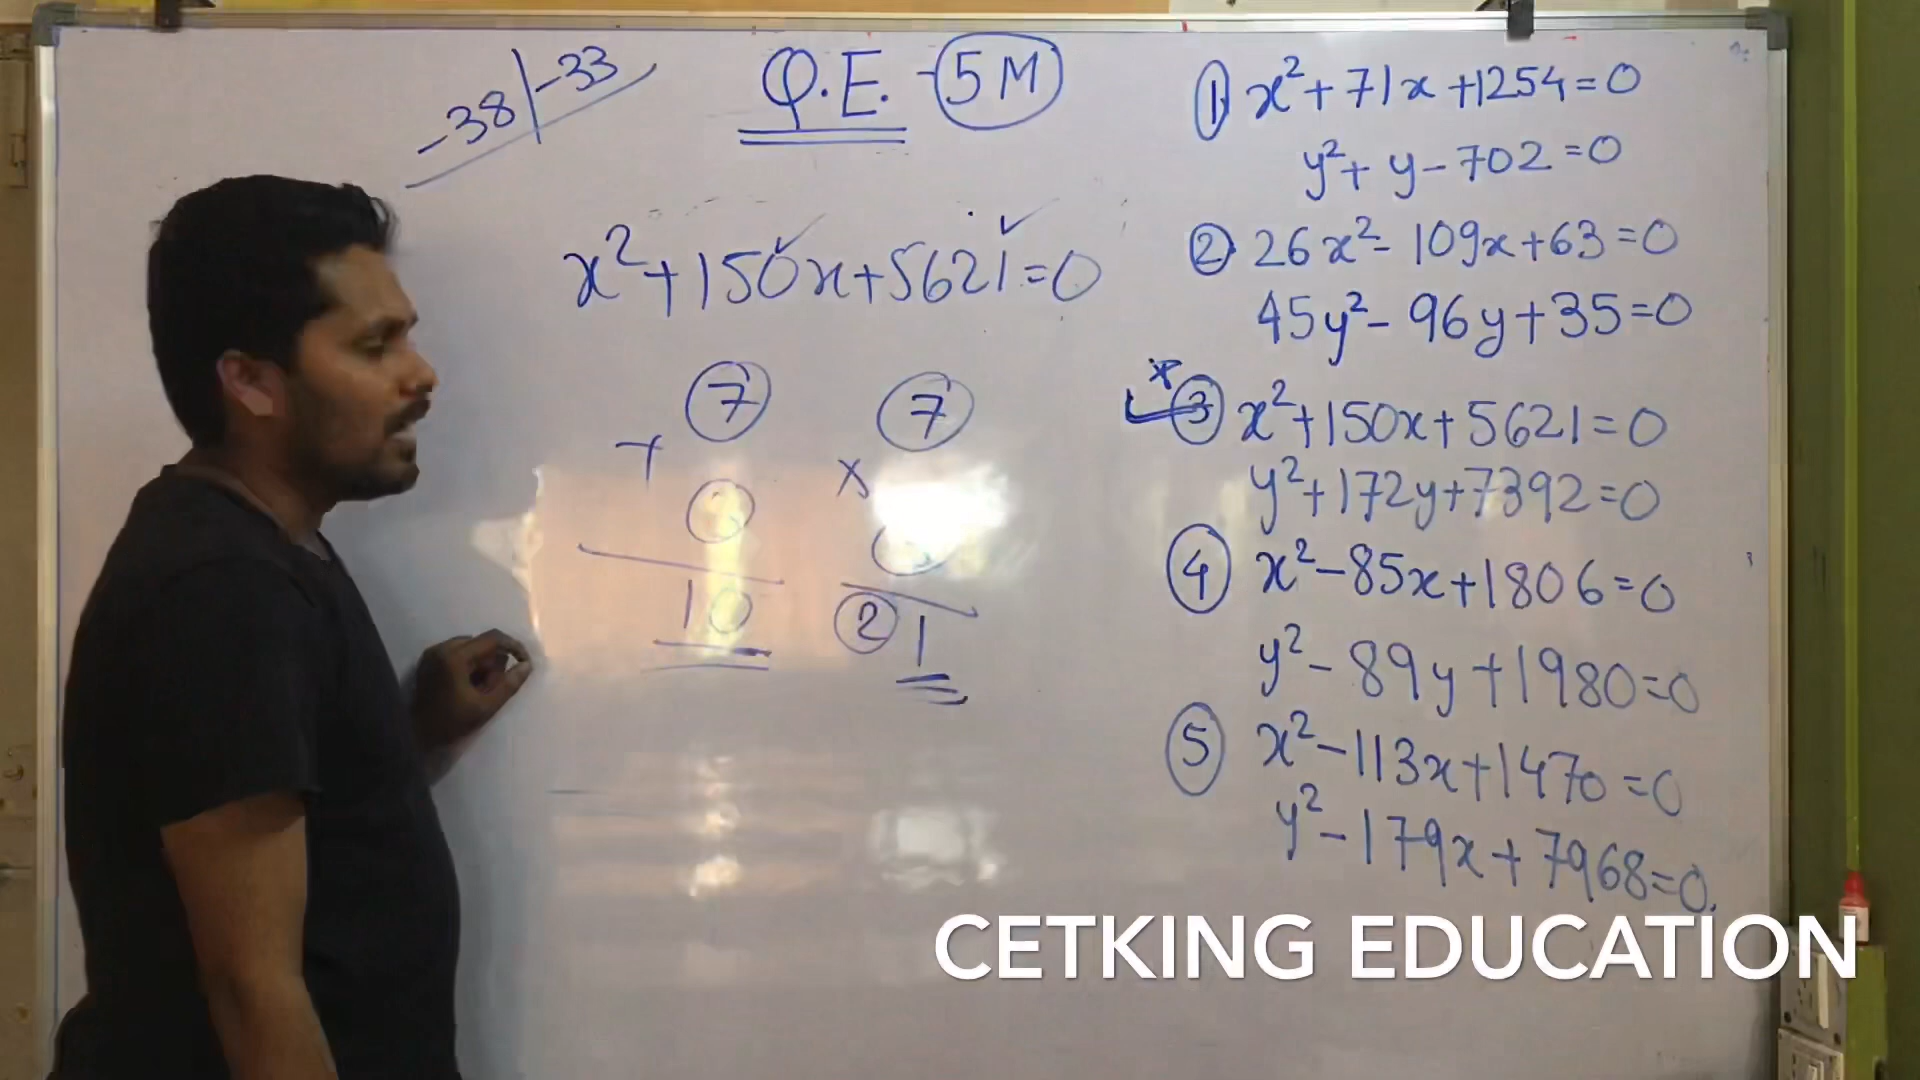 -38 | -33
Q.E. - 5M
x²+150x+5621=0
7
+
10
7
x
2 1
① x²+71x+1254=0
y²+y-702=0
② 26x²-109x+63=0
45y²-96y+35=0
③ x²+150x+5621=0
y²+172y+7392=0
④ x²-85x+1806=0
y²-89y+1980=0
⑤ x²-113x+1470=0
y²-179x+7968=0.
CETKING EDUCATION